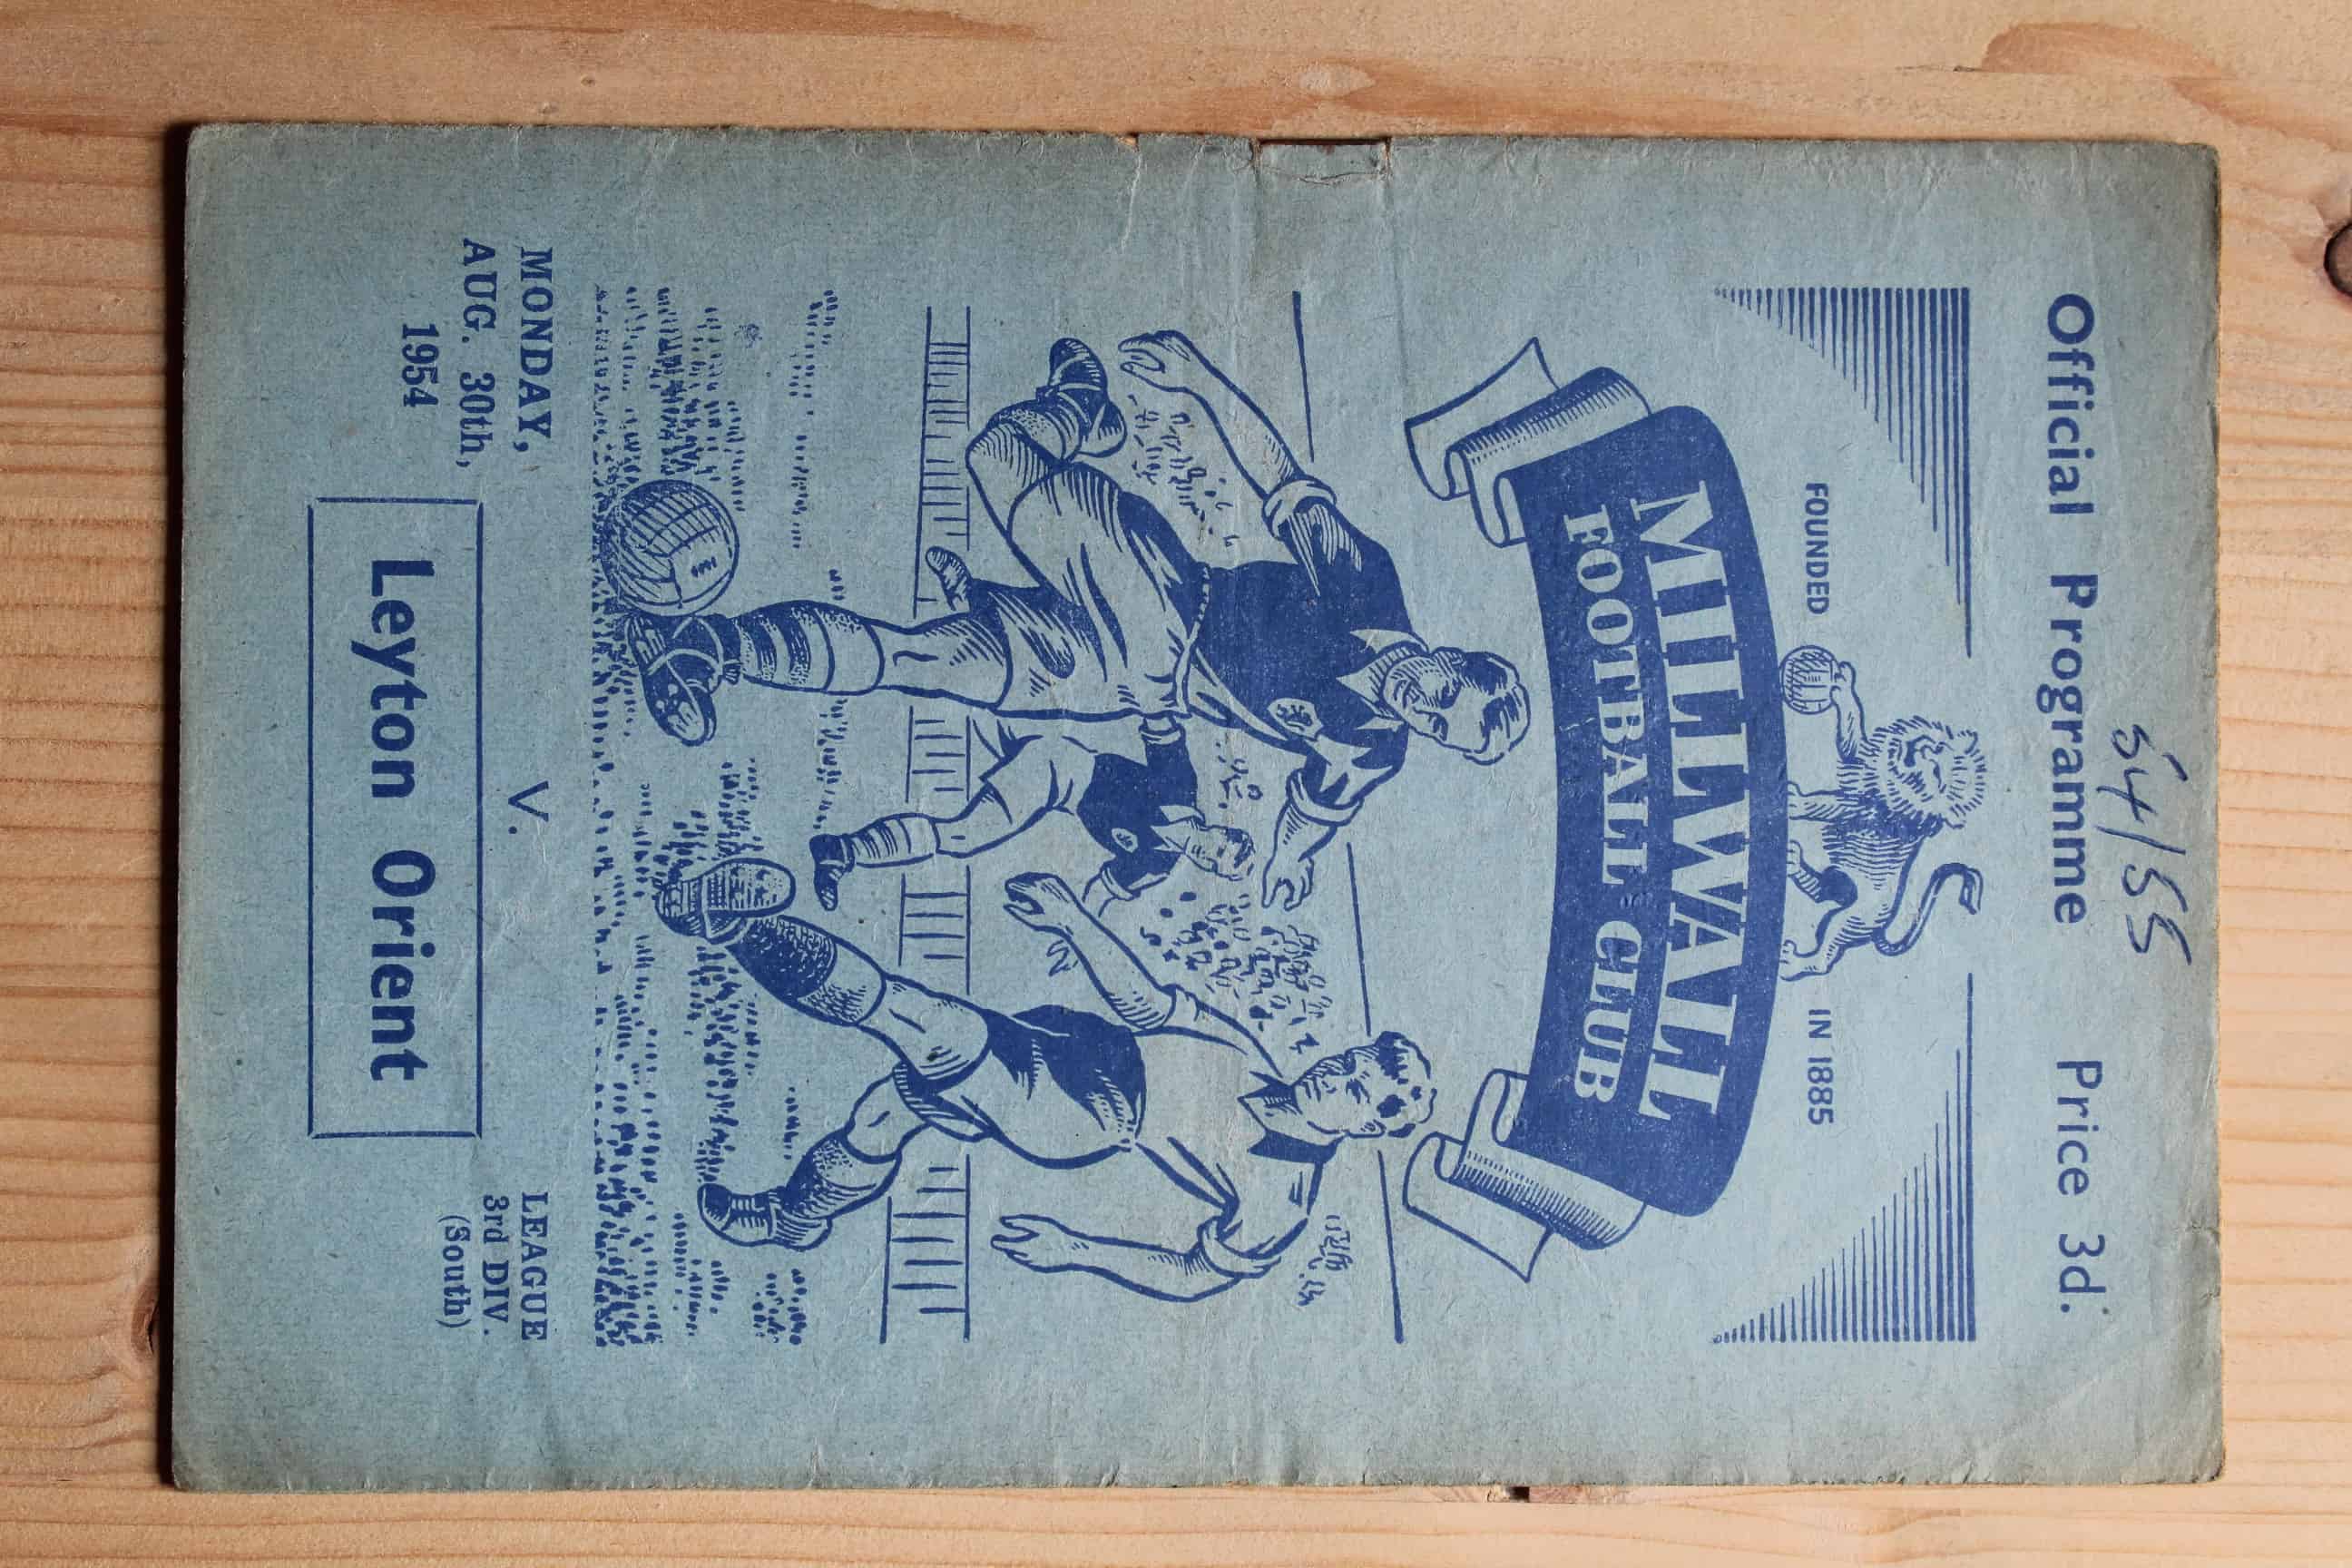 54/55
Official Programme Price 3d.
FOUNDED IN 1885
MILLWALL
FOOTBALL CLUB
MONDAY,
AUG. 30th,
1954
V.
LEAGUE
3rd DIV.
(South)
Leyton Orient